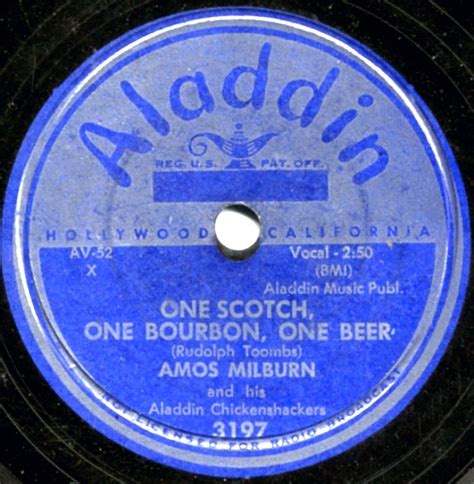 Aladdin
REG. U.S. PAT. OFF.
HOLLYWOOD CALIFORNIA
AV-52 Vocal - 2:50
X (BMI)
Aladdin Music Publ.
ONE SCOTCH,
ONE BOURBON, ONE BEER
(Rudolph Toombs)
AMOS MILBURN
and his
Aladdin Chickenshackers
3197
NOT LICENSED FOR RADIO BROADCAST